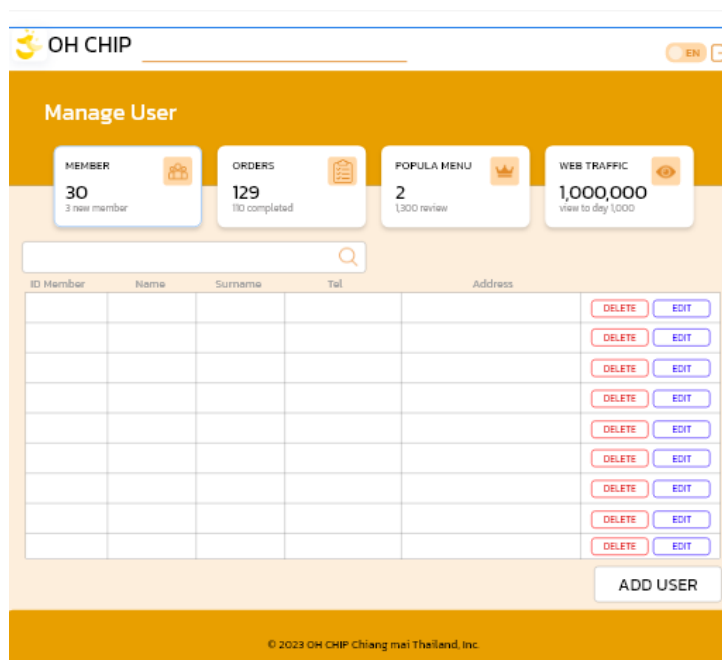 OH CHIP
EN
Manage User
MEMBER
30
3 new member
ORDERS
129
110 completed
POPULA MENU
2
1,300 review
WEB TRAFFIC
1,000,000
view to day 1,000
ID Member Name Surname Tel Address
DELETE EDIT
DELETE EDIT
DELETE EDIT
DELETE EDIT
DELETE EDIT
DELETE EDIT
DELETE EDIT
DELETE EDIT
DELETE EDIT
ADD USER
© 2023 OH CHIP Chiang mai Thailand, Inc.